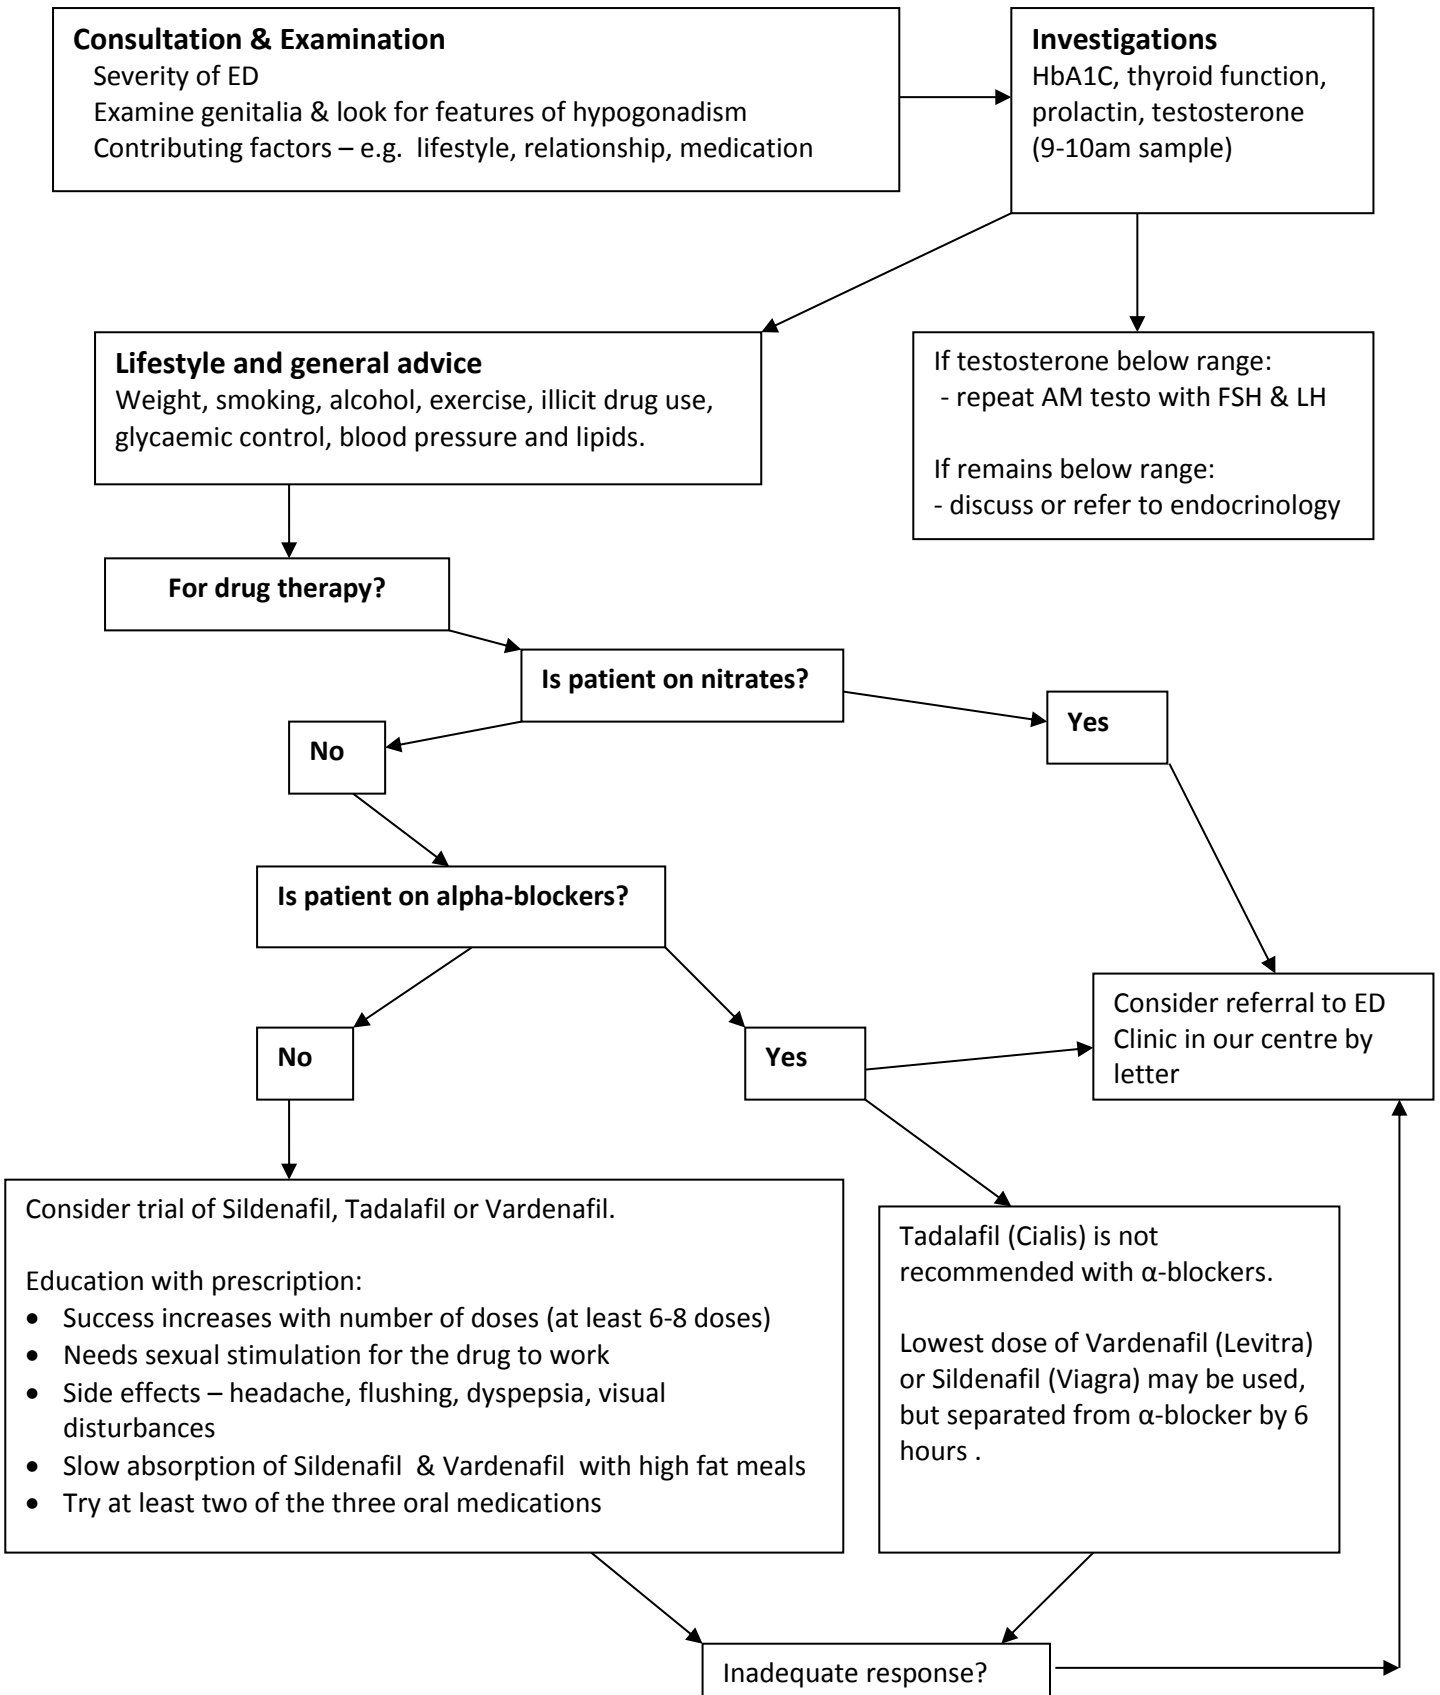 Consultation & Examination
Severity of ED
Examine genitalia & look for features of hypogonadism
Contributing factors – e.g. lifestyle, relationship, medication
Investigations
HbA1C, thyroid function,
prolactin, testosterone
(9-10am sample)
Lifestyle and general advice
Weight, smoking, alcohol, exercise, illicit drug use,
glycaemic control, blood pressure and lipids.
If testosterone below range:
- repeat AM testo with FSH & LH
If remains below range:
- discuss or refer to endocrinology
For drug therapy?
Is patient on nitrates?
No
Yes
Is patient on alpha-blockers?
No
Yes
Consider referral to ED
Clinic in our centre by
letter
Consider trial of Sildenafil, Tadalafil or Vardenafil.
Education with prescription:
• Success increases with number of doses (at least 6-8 doses)
• Needs sexual stimulation for the drug to work
• Side effects – headache, flushing, dyspepsia, visual
disturbances
• Slow absorption of Sildenafil & Vardenafil with high fat meals
• Try at least two of the three oral medications
Tadalafil (Cialis) is not
recommended with α-blockers.
Lowest dose of Vardenafil (Levitra)
or Sildenafil (Viagra) may be used,
but separated from α-blocker by 6
hours .
Inadequate response?